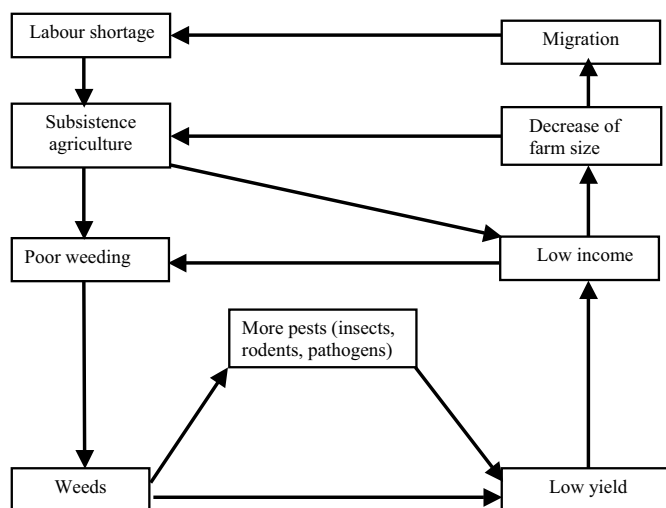 Labour shortage
Migration
Subsistence
agriculture
Decrease of
farm size
Poor weeding
Low income
More pests (insects,
rodents, pathogens)
Weeds
Low yield